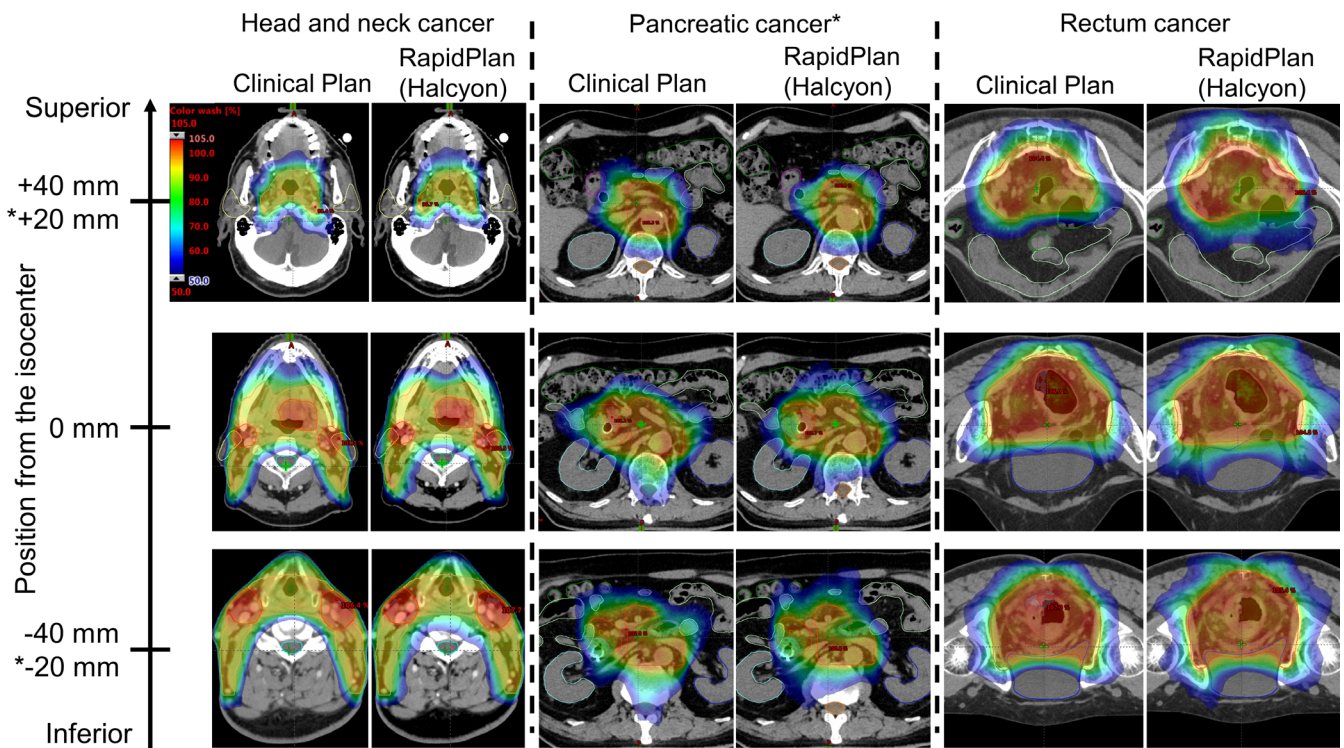 Head and neck cancer
Pancreatic cancer*
Rectum cancer
Clinical Plan
RapidPlan
(Halcyon)
Clinical Plan
RapidPlan
(Halcyon)
Clinical Plan
RapidPlan
(Halcyon)
Superior
+40 mm
*+20 mm
0 mm
-40 mm
*-20 mm
Inferior
Position from the isocenter
Color wash [%]
105.0
105.0
100.0
90.0
80.0
70.0
60.0
50.0
50.0
A
A
A